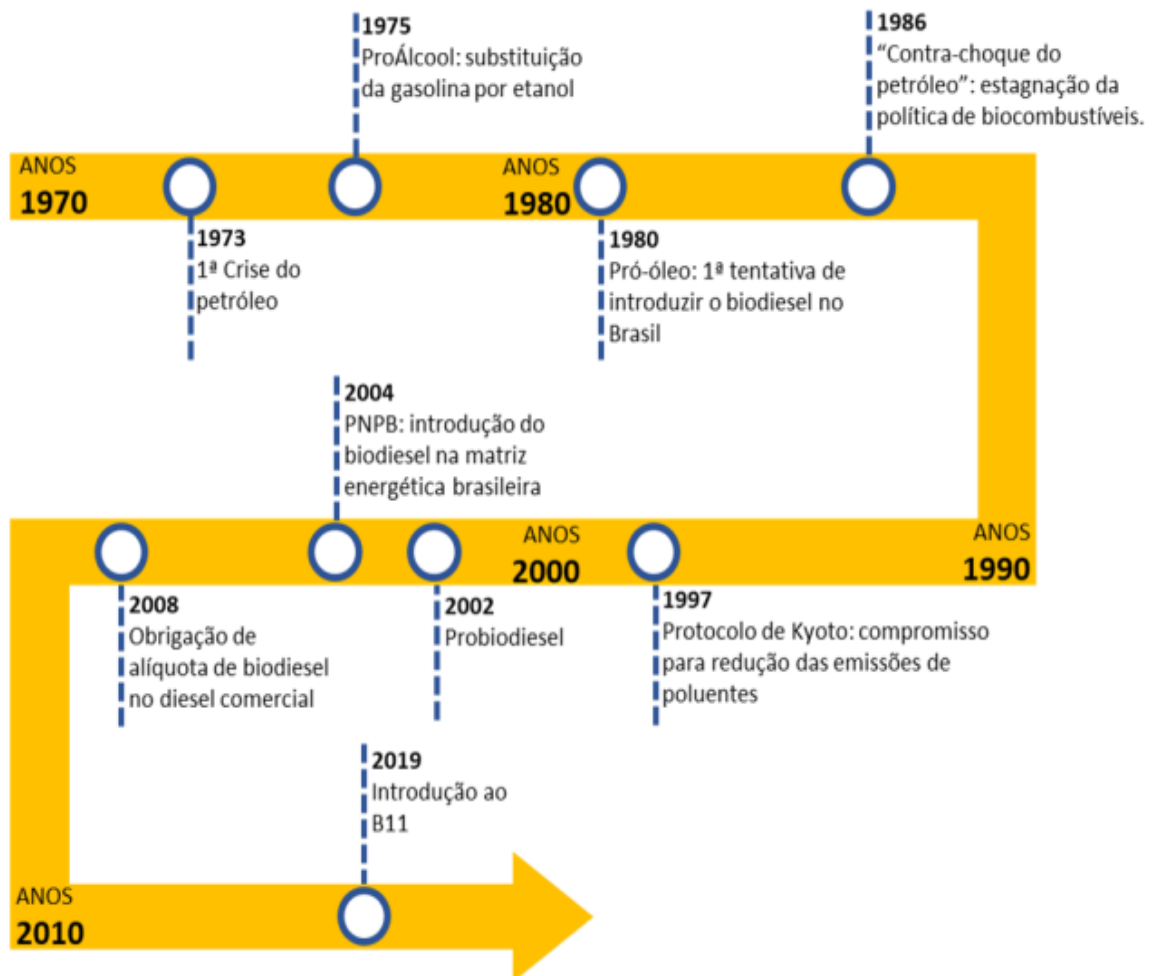 1975
ProÁlcool: substituição
da gasolina por etanol
1986
“Contra-choque do
petróleo”: estagnação da
política de biocombustíveis.
ANOS
1970
ANOS
1980
1973
1ª Crise do
petróleo
1980
Pró-óleo: 1ª tentativa de
introduzir o biodiesel no
Brasil
2004
PNPB: introdução do
biodiesel na matriz
energética brasileira
ANOS
2000
ANOS
1990
2008
Obrigação de
alíquota de biodiesel
no diesel comercial
2002
Probiodiesel
1997
Protocolo de Kyoto: compromisso
para redução das emissões de
poluentes
2019
Introdução ao
B11
ANOS
2010